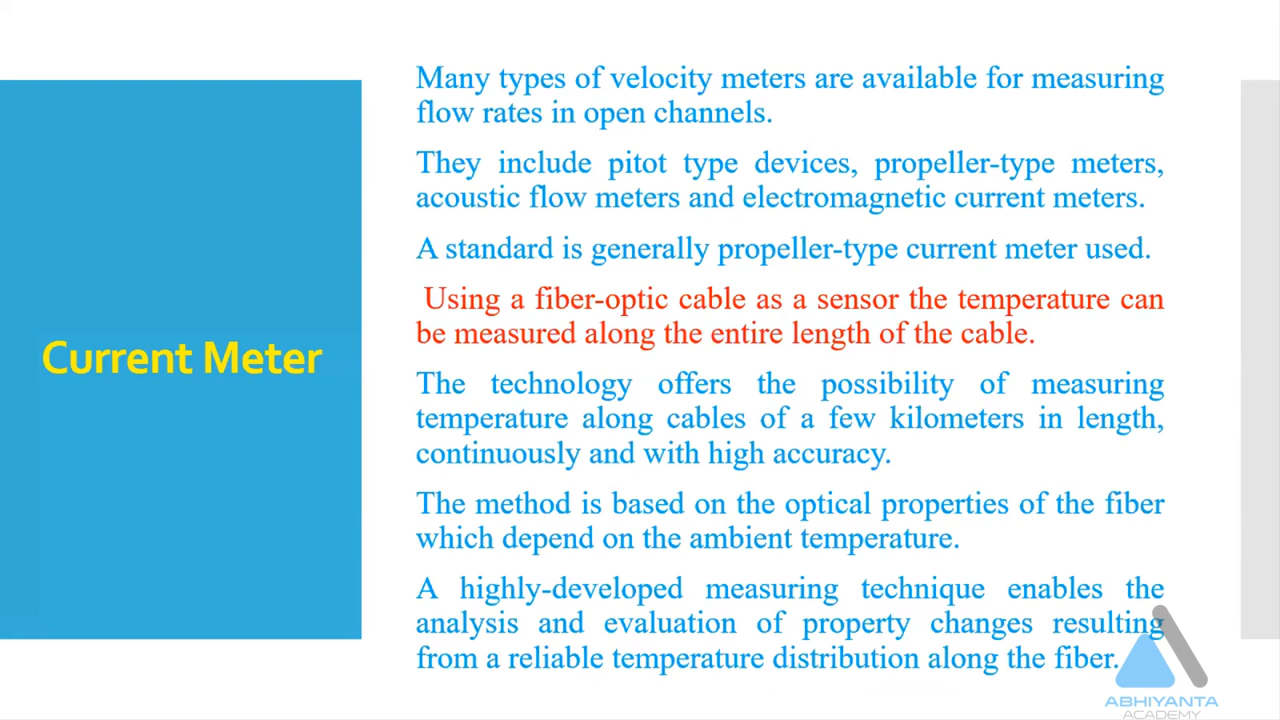 Current Meter
Many types of velocity meters are available for measuring
flow rates in open channels.
They include pitot type devices, propeller-type meters,
acoustic flow meters and electromagnetic current meters.
A standard is generally propeller-type current meter used.
Using a fiber-optic cable as a sensor the temperature can
be measured along the entire length of the cable.
The technology offers the possibility of measuring
temperature along cables of a few kilometers in length,
continuously and with high accuracy.
The method is based on the optical properties of the fiber
which depend on the ambient temperature.
A highly-developed measuring technique enables the
analysis and evaluation of property changes resulting
from a reliable temperature distribution along the fiber.
ABHIYANTA
ACADEMY